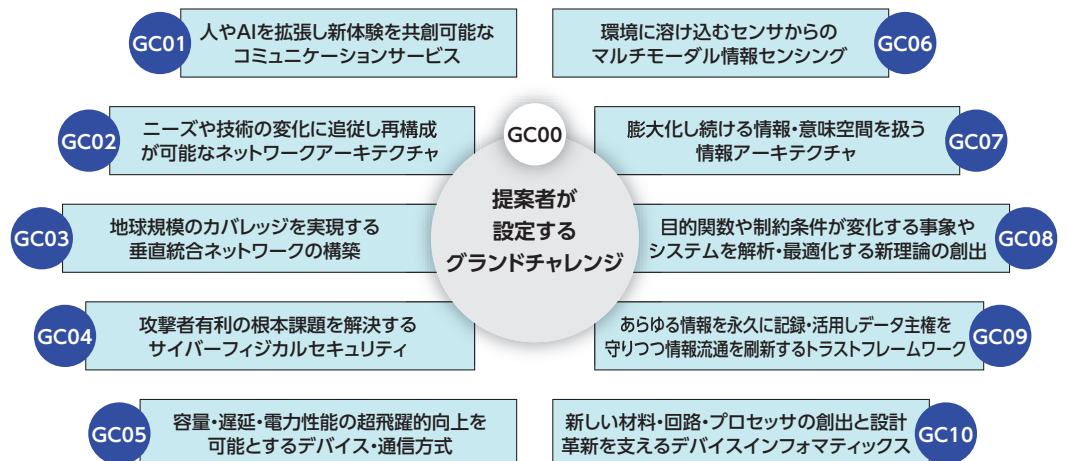 GC01
人やAIを拡張し新体験を共創可能な
コミュニケーションサービス
GC02
ニーズや技術の変化に追従し再構成
が可能なネットワークアーキテクチャ
GC03
地球規模のカバレッジを実現する
垂直統合ネットワークの構築
GC04
攻撃者有利の根本課題を解決する
サイバーフィジカルセキュリティ
GC05
容量・遅延・電力性能の超飛躍的向上を
可能とするデバイス・通信方式
GC00
提案者が
設定する
グランドチャレンジ
環境に溶け込むセンサからの
マルチモーダル情報センシング
GC06
膨大化し続ける情報・意味空間を扱う
情報アーキテクチャ
GC07
目的関数や制約条件が変化する事象や
システムを解析・最適化する新理論の創出
GC08
あらゆる情報を永久に記録・活用しデータ主権を
守りつつ情報流通を刷新するトラストフレームワーク
GC09
新しい材料・回路・プロセッサの創出と設計
革新を支えるデバイスインフォマティックス
GC10